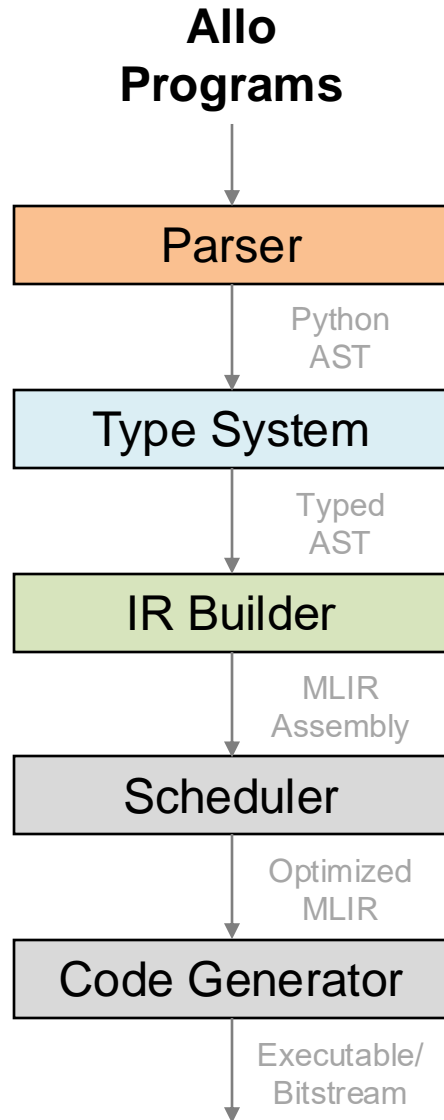 Allo
Programs
Parser
Python
AST
Type System
Typed
AST
IR Builder
MLIR
Assembly
Scheduler
Optimized
MLIR
Code Generator
Executable/
Bitstream